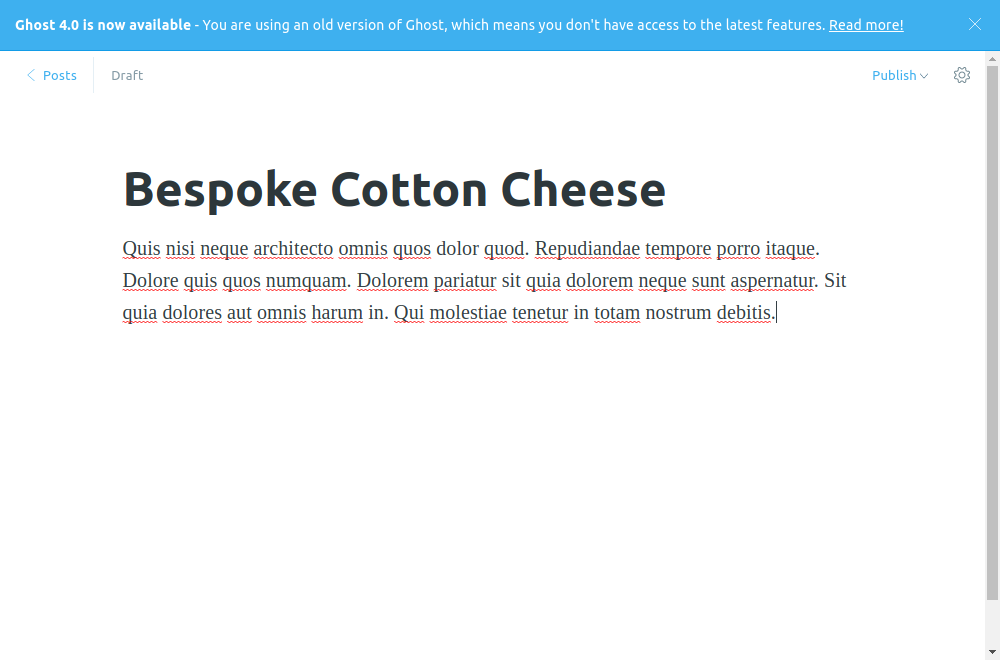 Ghost 4.0 is now available - You are using an old version of Ghost, which means you don't have access to the latest features. Read more!
Posts
Draft
Publish
Bespoke Cotton Cheese
Quis nisi neque architecto omnis quos dolor quod. Repudiandae tempore porro itaque.
Dolore quis quos numquam. Dolorem pariatur sit quia dolorem neque sunt aspernatur. Sit
quia dolores aut omnis harum in. Qui molestiae tenetur in totam nostrum debitis.